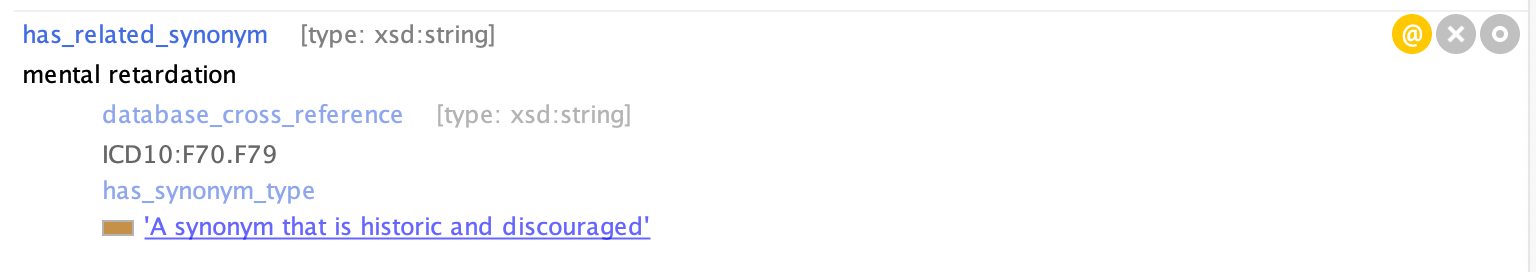 has_related_synonym [type: xsd:string]
mental retardation
database_cross_reference [type: xsd:string]
ICD10:F70.F79
has_synonym_type
'A synonym that is historic and discouraged'